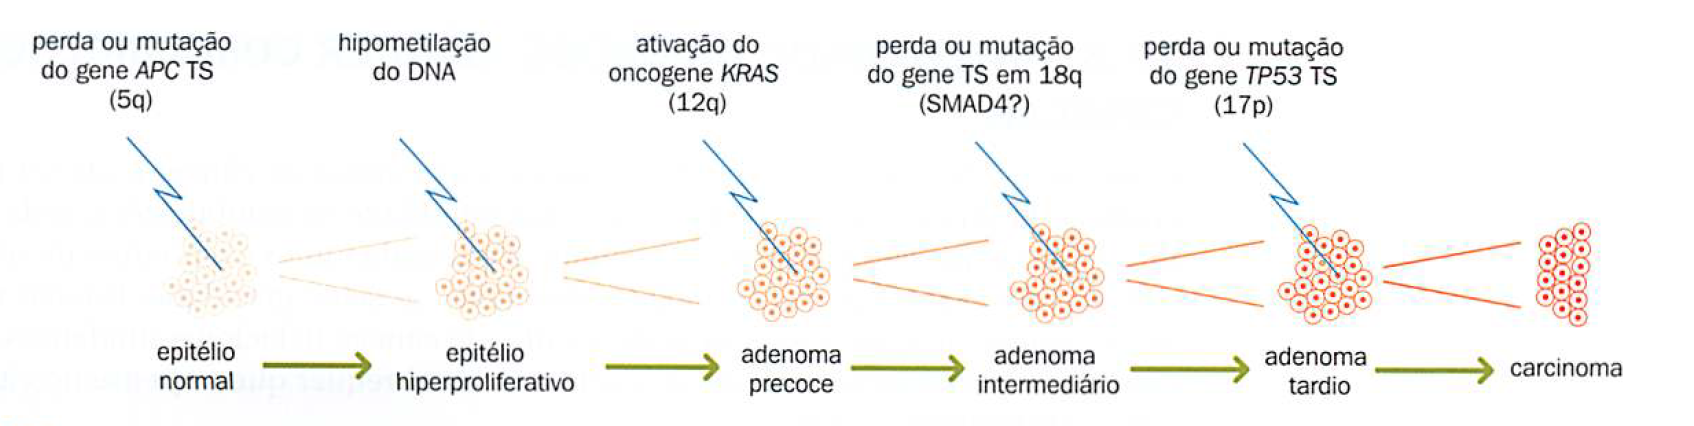 perda ou mutação
do gene APC TS
(5q)
hipometilação
do DNA
ativação do
oncogene KRAS
(12q)
perda ou mutação
do gene TS em 18q
(SMAD4?)
perda ou mutação
do gene TP53 TS
(17p)
epitélio
normal
epitélio
hiperproliferativo
adenoma
precoce
adenoma
intermediário
adenoma
tardio
carcinoma